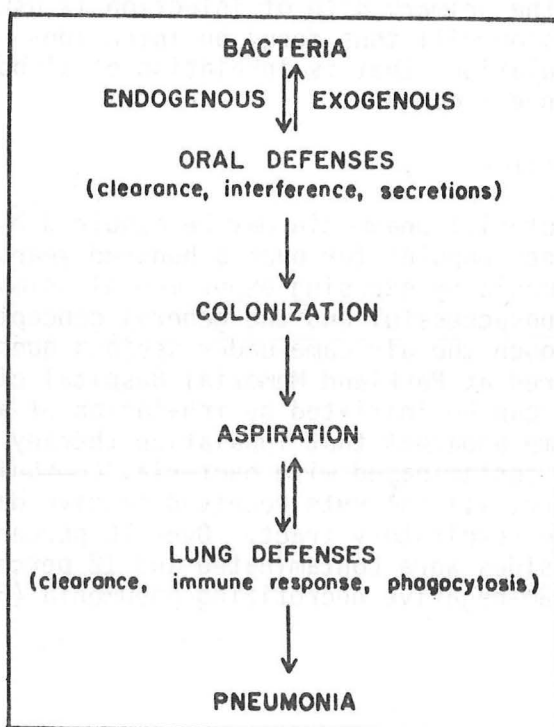 BACTERIA
ENDOGENOUS EXOGENOUS
ORAL DEFENSES
(clearance, interference, secretions)
COLONIZATION
ASPIRATION
LUNG DEFENSES
(clearance, immune response, phagocytosis)
PNEUMONIA